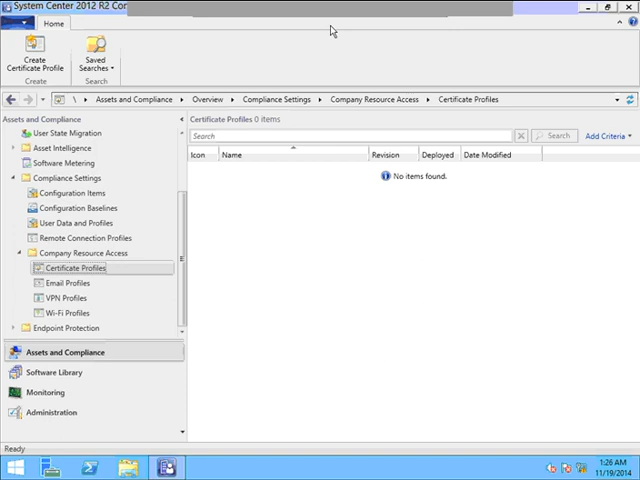 System Center 2012 R2 Con
Home
Create
Certificate Profile
Saved
Searches
Create
Search
\ Assets and Compliance Overview Compliance Settings Company Resource Access Certificate Profiles
Assets and Compliance
User State Migration
Asset Intelligence
Software Metering
Compliance Settings
Configuration Items
Configuration Baselines
User Data and Profiles
Remote Connection Profiles
Company Resource Access
Certificate Profiles
Email Profiles
VPN Profiles
Wi-Fi Profiles
Endpoint Protection
Assets and Compliance
Software Library
Monitoring
Administration
Certificate Profiles 0 items
Search
Search
Add Criteria
Icon Name Revision Deployed Date Modified
No items found.
Ready
1:26 AM
11/19/2014